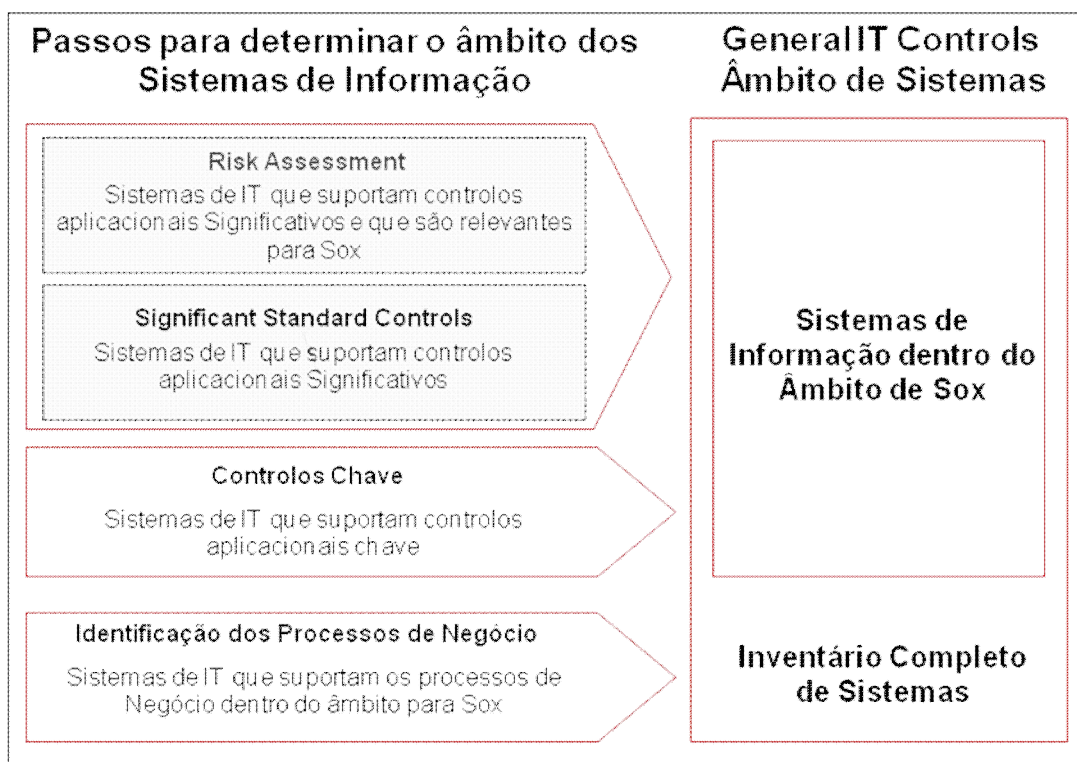 Passos para determinar o âmbito dos
Sistemas de Informação
General IT Controls
Âmbito de Sistemas
Risk Assessment
Sistemas de IT que suportam controlos
aplicacionais Significativos e que são relevantes
para Sox
Significant Standard Controls
Sistemas de IT que suportam controlos
aplicacionais Significativos
Controlos Chave
Sistemas de IT que suportam controlos
aplicacionais chave
Identificação dos Processos de Negócio
Sistemas de IT que suportam os processos de
Negócio dentro do âmbito para Sox
Sistemas de
Informação dentro do
Âmbito de Sox
Inventário Completo
de Sistemas